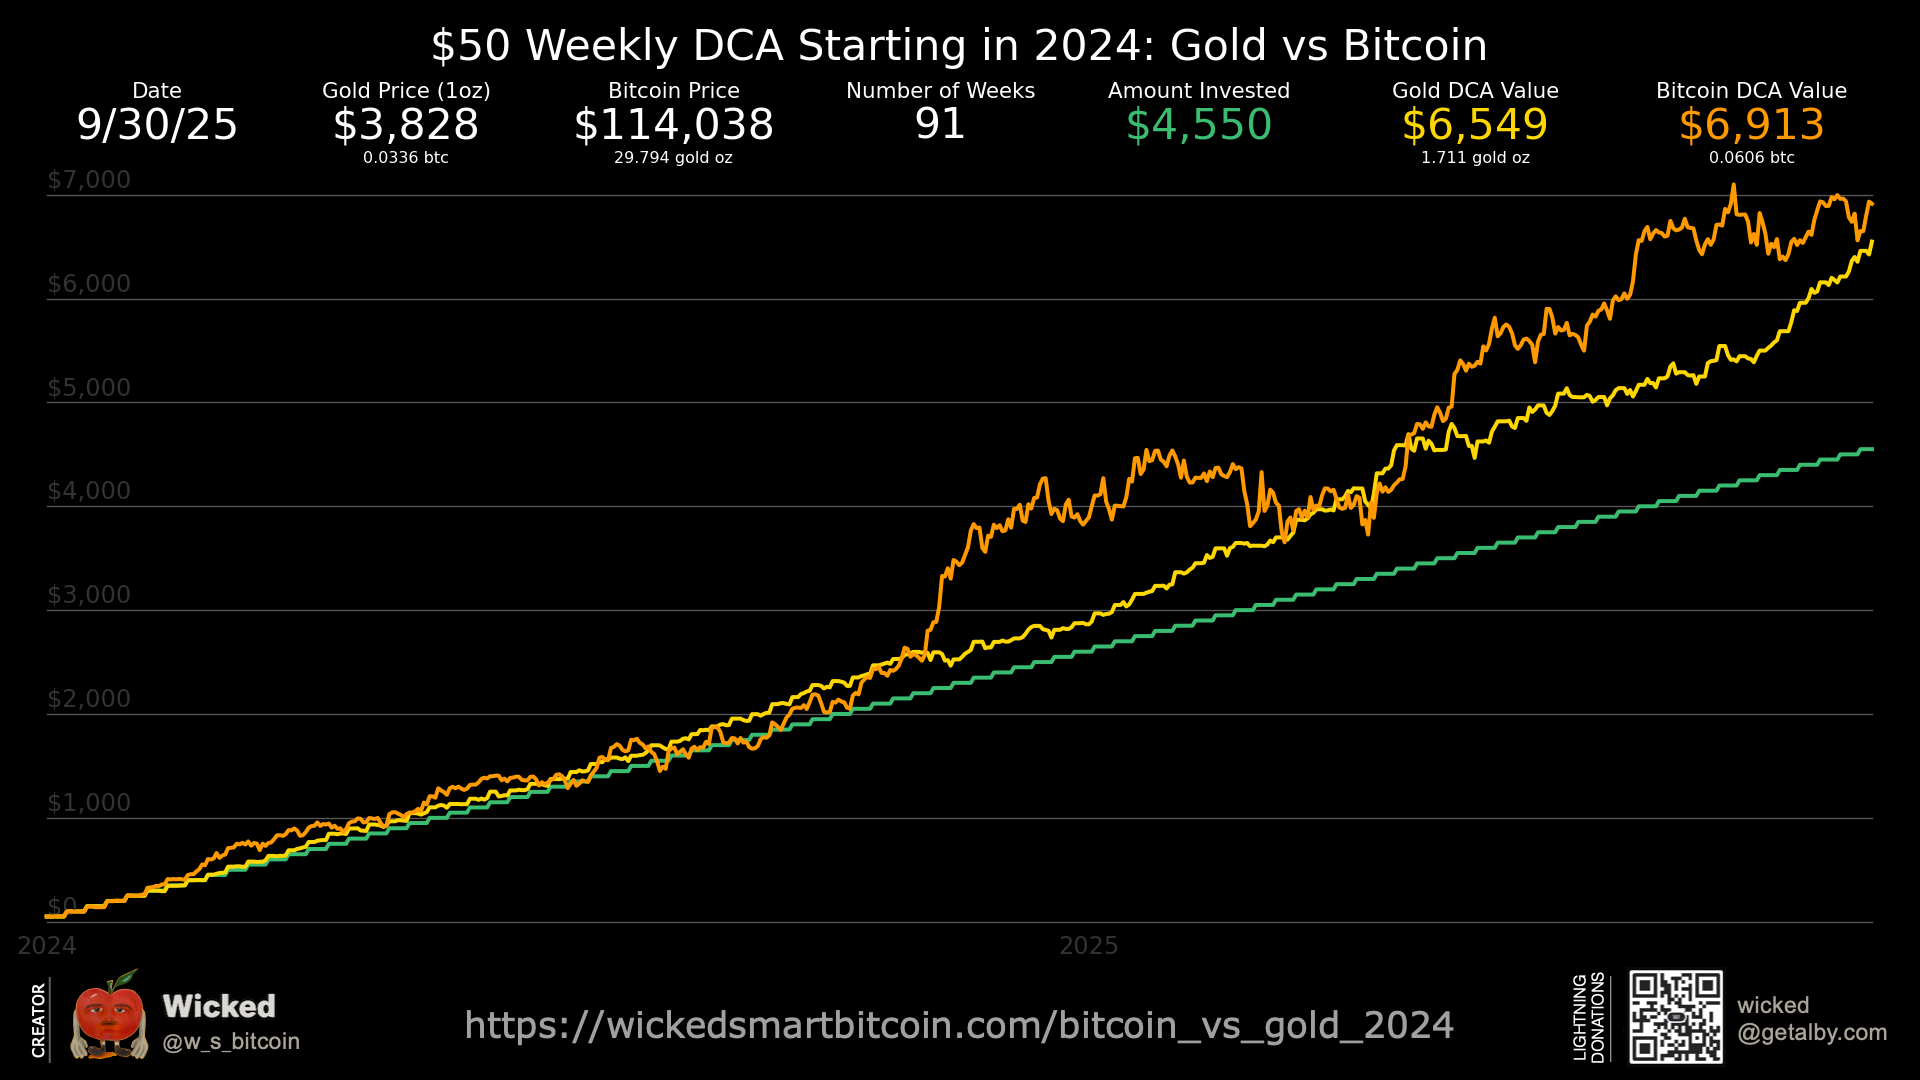 $50 Weekly DCA Starting in 2024: Gold vs Bitcoin
Date
9/30/25
Gold Price (1oz)
$3,828
0.0336 btc
Bitcoin Price
$114,038
29.794 gold oz
Number of Weeks
91
Amount Invested
$4,550
Gold DCA Value
$6,549
1.711 gold oz
Bitcoin DCA Value
$6,913
0.0606 btc
$7,000
$6,000
$5,000
$4,000
$3,000
$2,000
$1,000
$0
2024
2025
CREATOR
Wicked
@w_s_bitcoin
https://wickedsmartbitcoin.com/bitcoin_vs_gold_2024
LIGHTNING
DONATIONS
wicked
@getalby.com